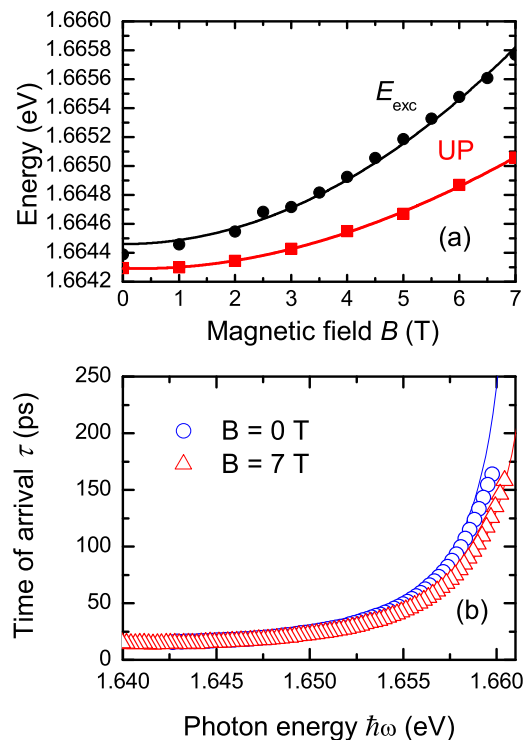 1.6660
1.6658
1.6656
1.6654
1.6652
1.6650
1.6648
1.6646
1.6644
1.6642
Energy (eV)
E_exc
UP
(a)
0 1 2 3 4 5 6 7
Magnetic field B (T)
250
200
150
100
50
0
Time of arrival τ (ps)
B = 0 T
B = 7 T
(b)
1.640 1.645 1.650 1.655 1.660
Photon energy ℏω (eV)